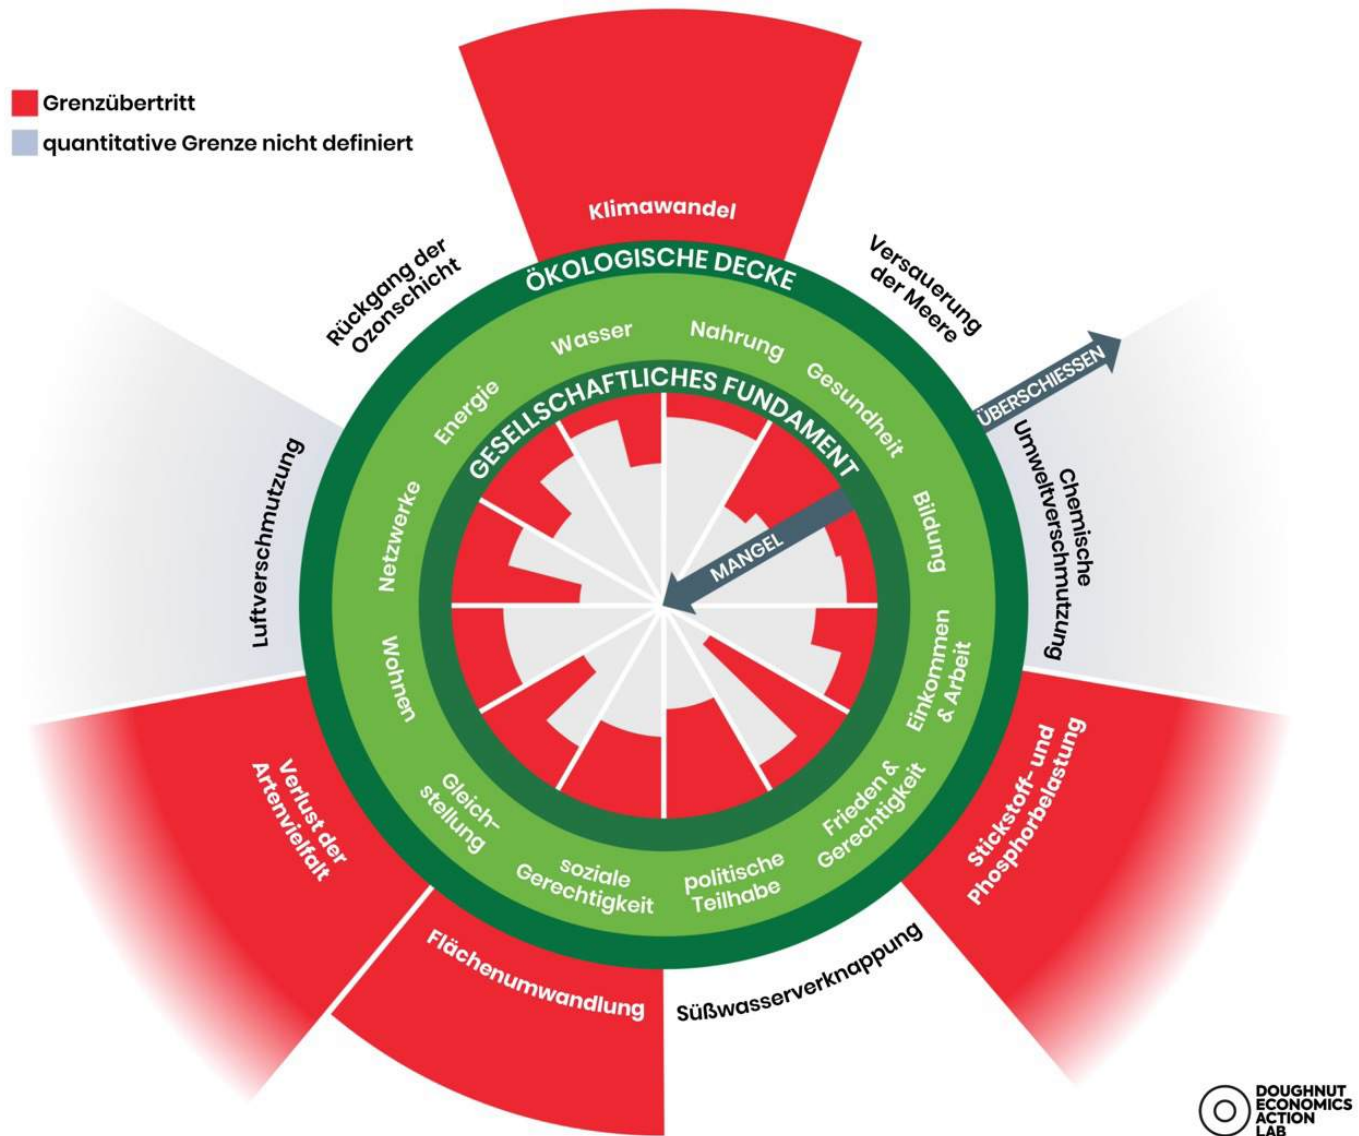 Grenzübertritt
quantitative Grenze nicht definiert
Klimawandel
Rückgang der
Ozonschicht
Versauerung
der Meere
ÖKOLOGISCHE DECKE
Wasser
Nahrung
Energie
Gesundheit
GESELLSCHAFTLICHES FUNDAMENT
ÜBERSCHIESSEN
Luftverschmutzung
Netzwerke
MANGEL
Bildung
Chemische
Umweltverschmutzung
Wohnen
Einkommen
& Arbeit
Verlust der
Artenvielfalt
Gleich-
stellung
soziale
Gerechtigkeit
politische
Teilhabe
Frieden &
Gerechtigkeit
Stickstoff- und
Phosphorbelastung
Flächenumwandlung
Süßwasserverknappung
DOUGHNUT
ECONOMICS
ACTION
LAB